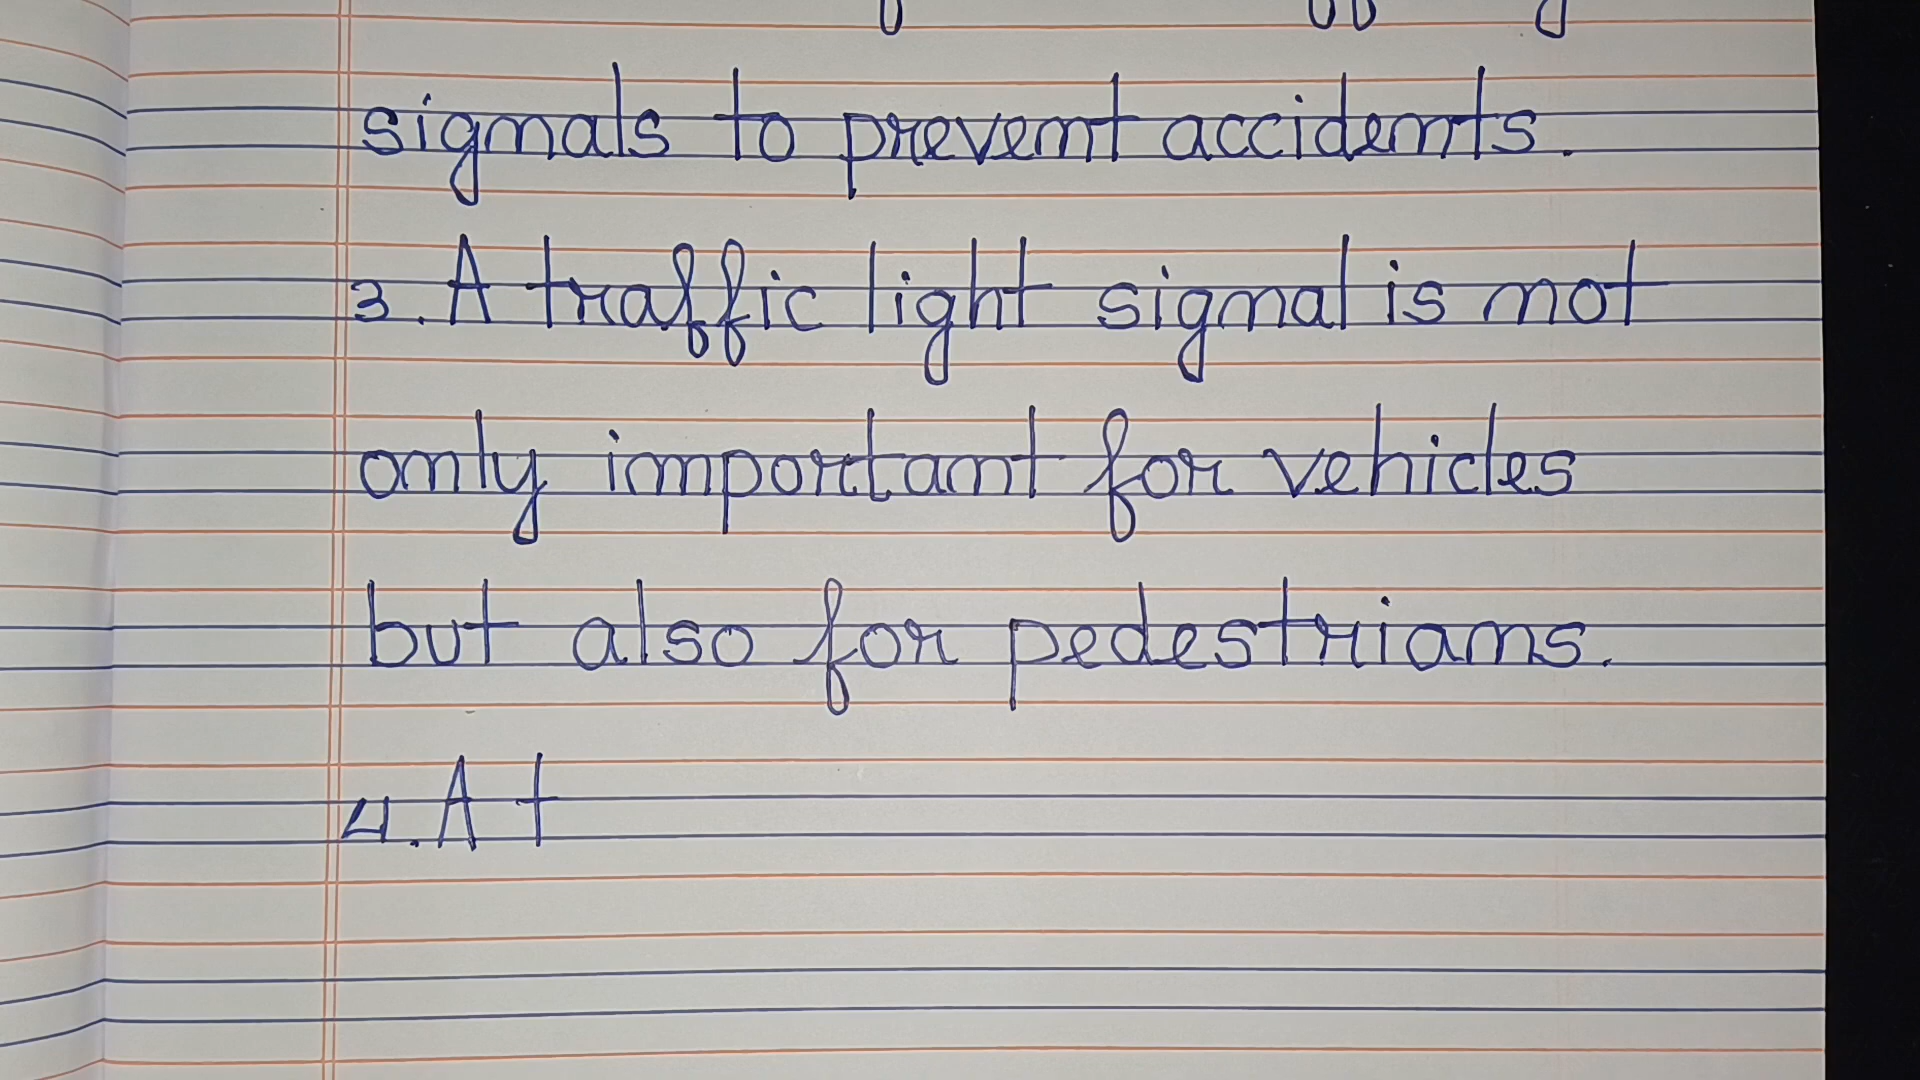 signals to prevent accidents.
3. A traffic light signal is not
only important for vehicles
but also for pedestrians.
4. A t